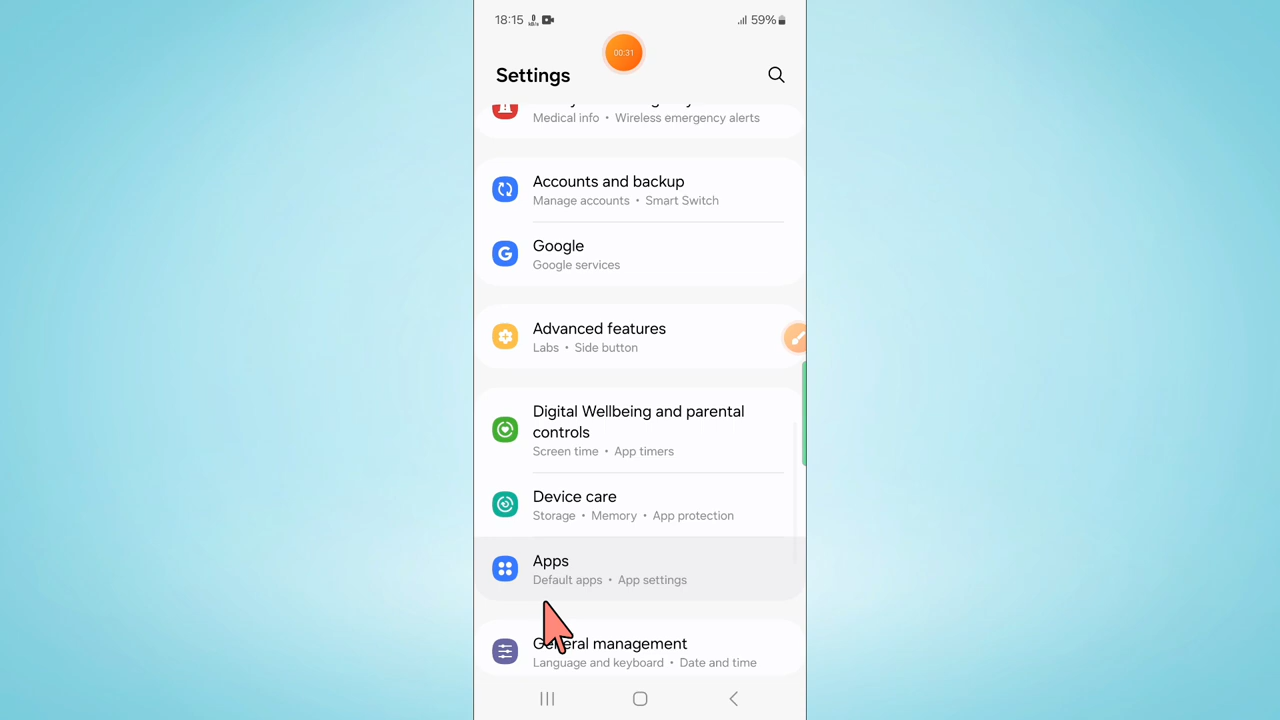 18:15
59%
00:31
Settings
Medical info • Wireless emergency alerts
Accounts and backup
Manage accounts • Smart Switch
Google
Google services
Advanced features
Labs • Side button
Digital Wellbeing and parental
controls
Screen time • App timers
Device care
Storage • Memory • App protection
Apps
Default apps • App settings
General management
Language and keyboard • Date and time